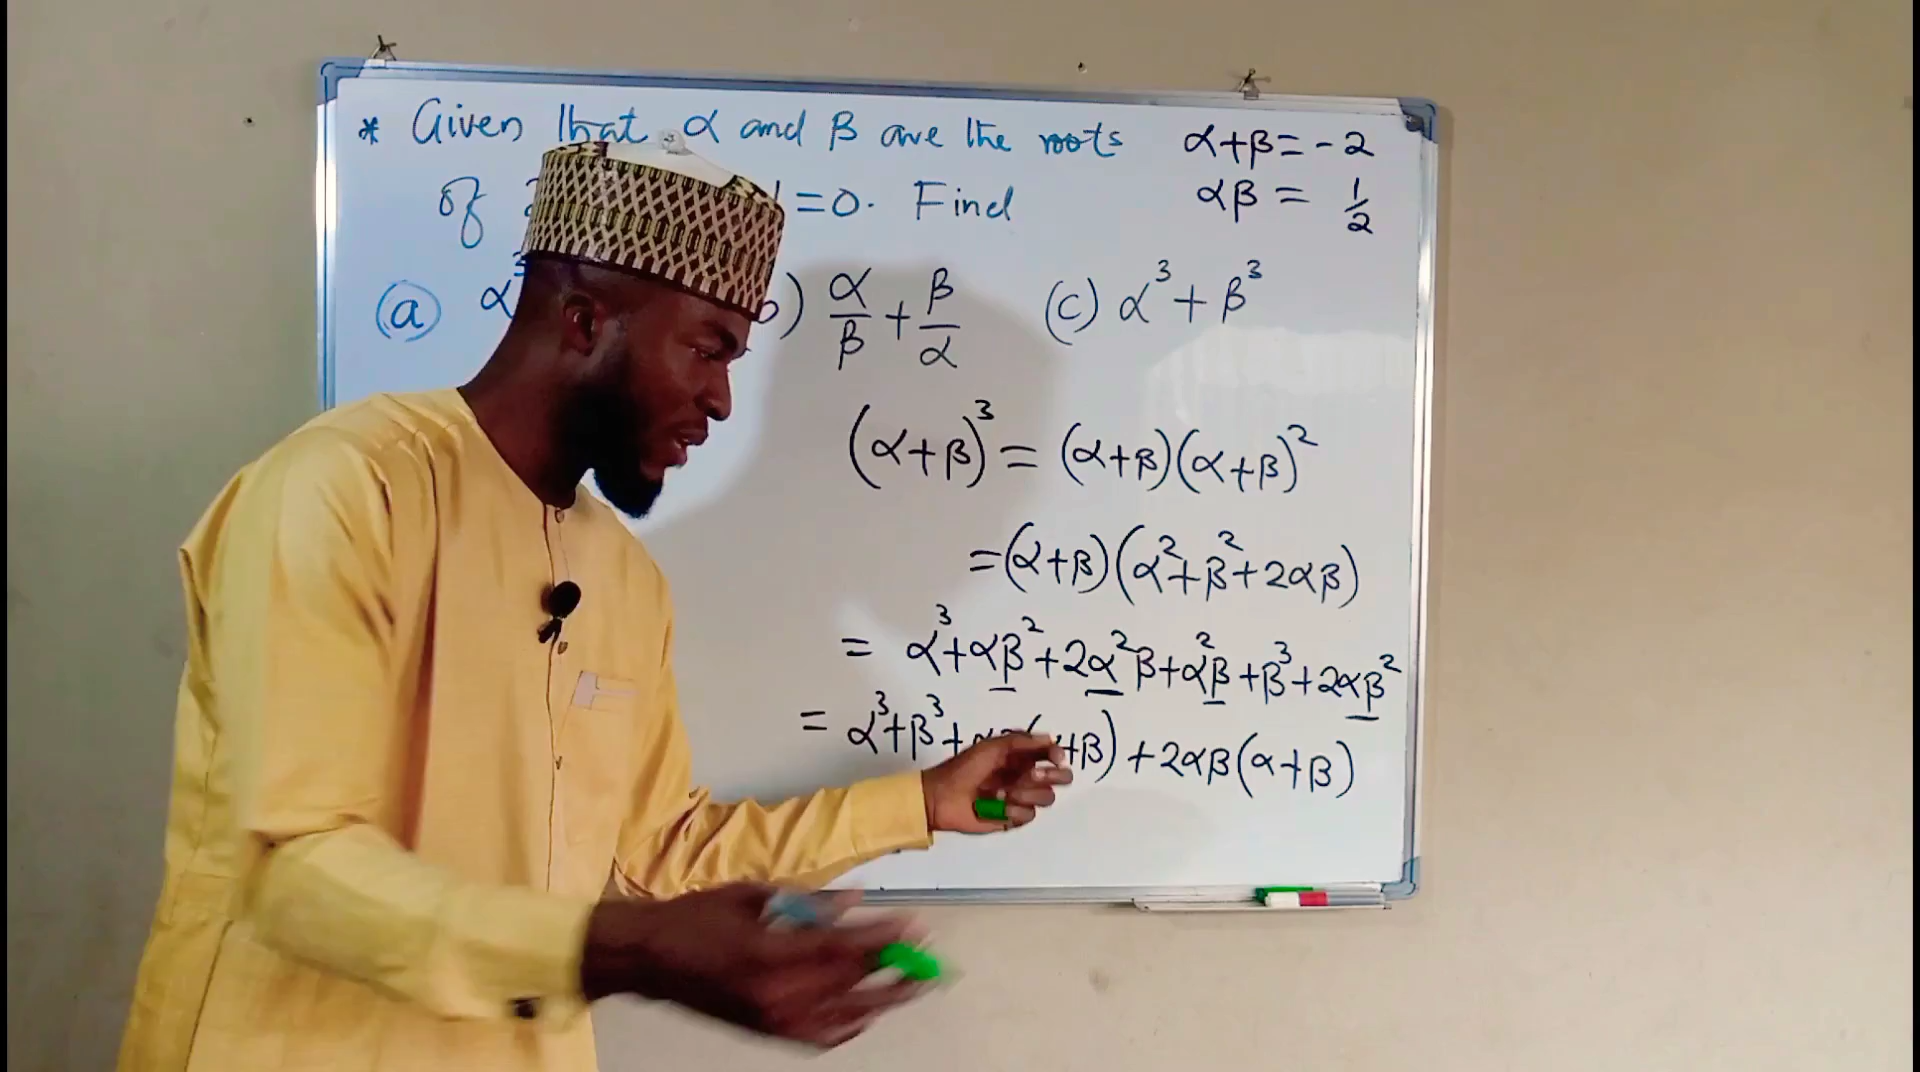 * Given that α and β are the roots
of =0. Find
(a) α³ b) α/β + β/α (c) α³ + β³
α+β = -2
αβ = 1/2
(α+β)³ = (α+β)(α+β)²
=(α+β)(α²+β²+2αβ)
= α³+αβ²+2α²β+α²β+β³+2αβ²
= α³+β³+ +β)+2αβ(α+β)